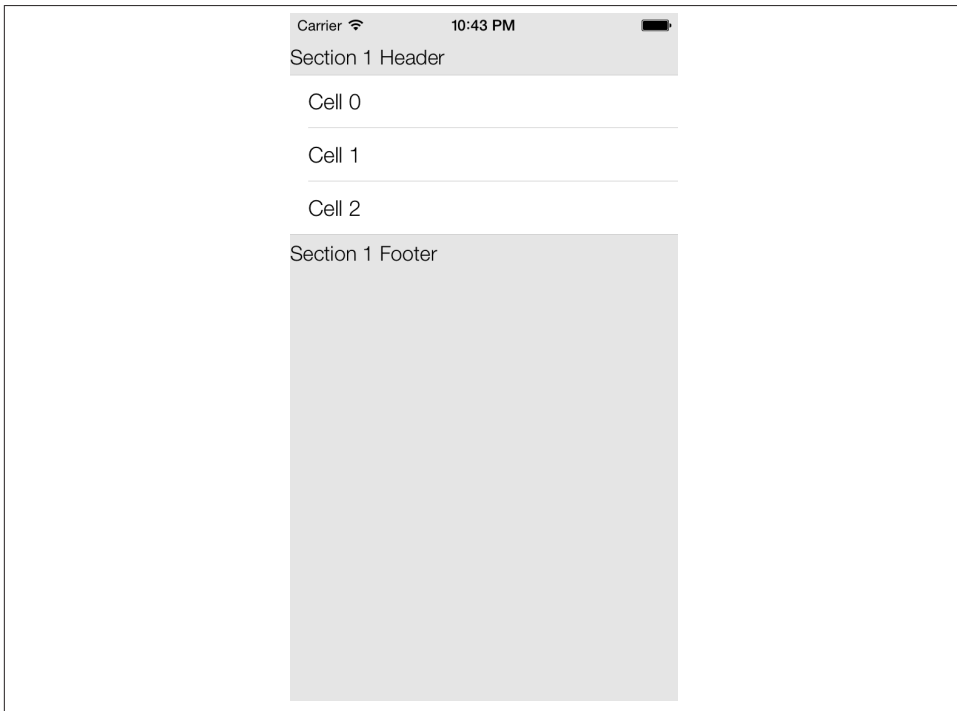 Carrier 10:43 PM
Section 1 Header
Cell 0
Cell 1
Cell 2
Section 1 Footer